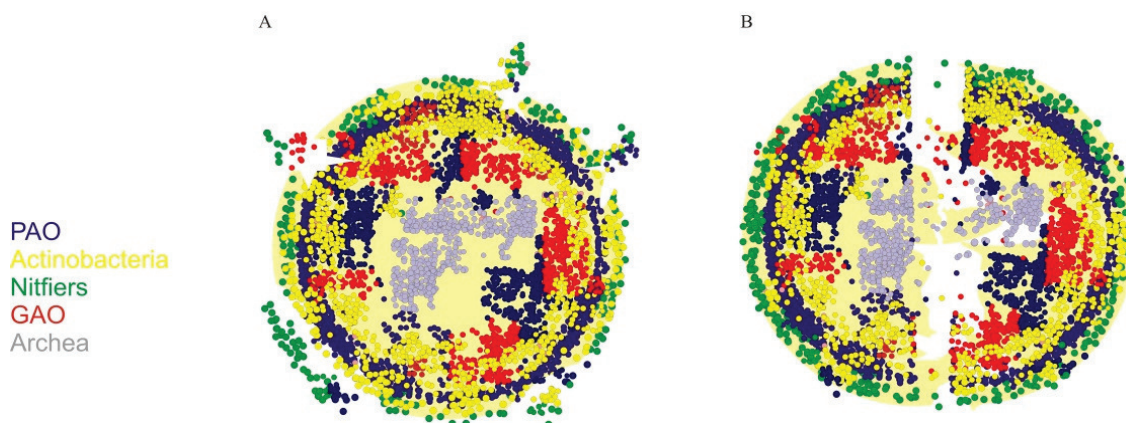 A
B
PAO
Actinobacteria
Nitfiers
GAO
Archea